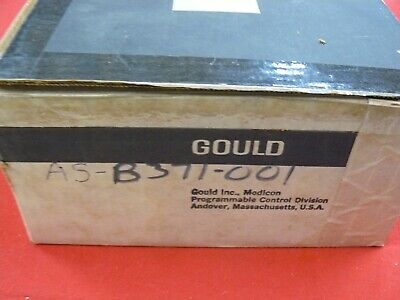 GOULD
AS-B371-001
Gould Inc., Modicon
Programmable Control Division
Andover, Massachusetts, U.S.A.